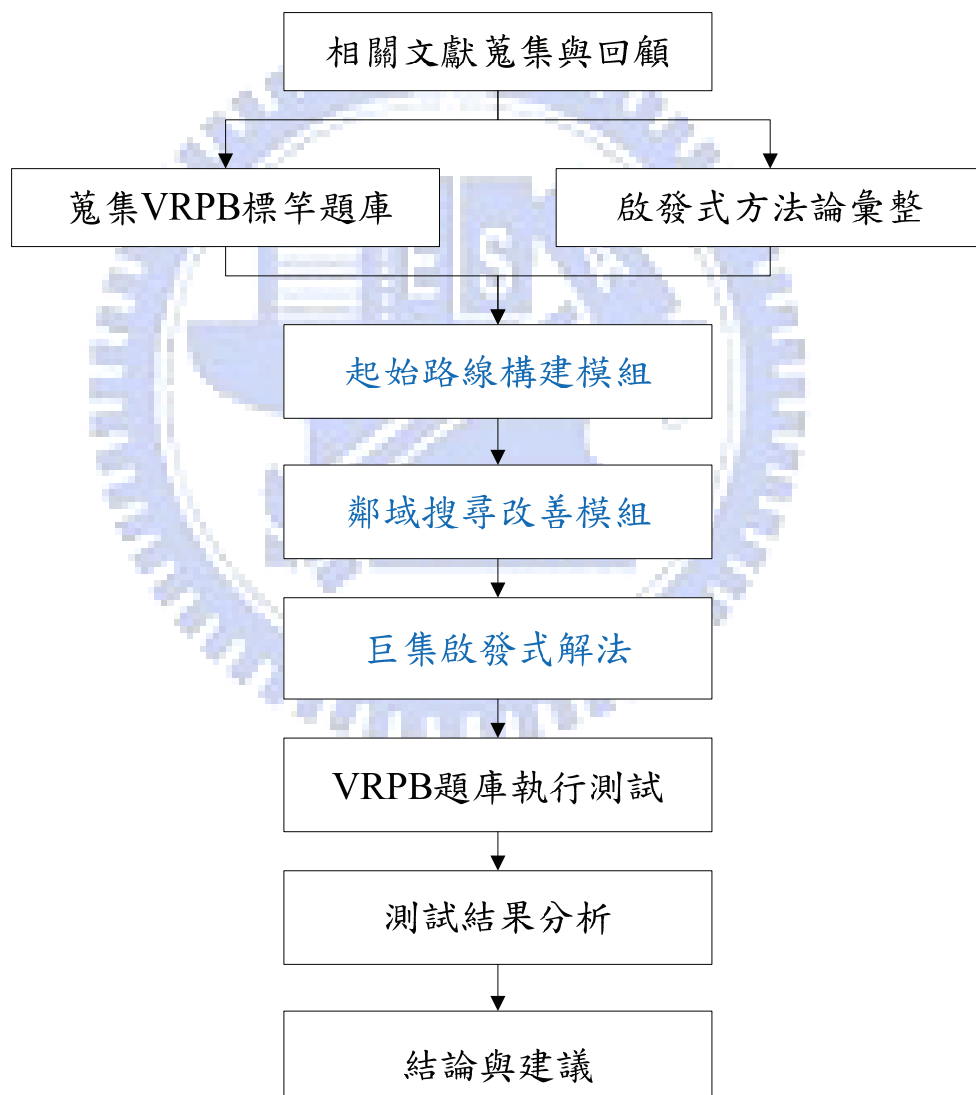 相關文獻蒐集與回顧
蒐集VRPB標竿題庫
啟發式方法論彙整
起始路線構建模組
鄰域搜尋改善模組
巨集啟發式解法
VRPB題庫執行測試
測試結果分析
結論與建議